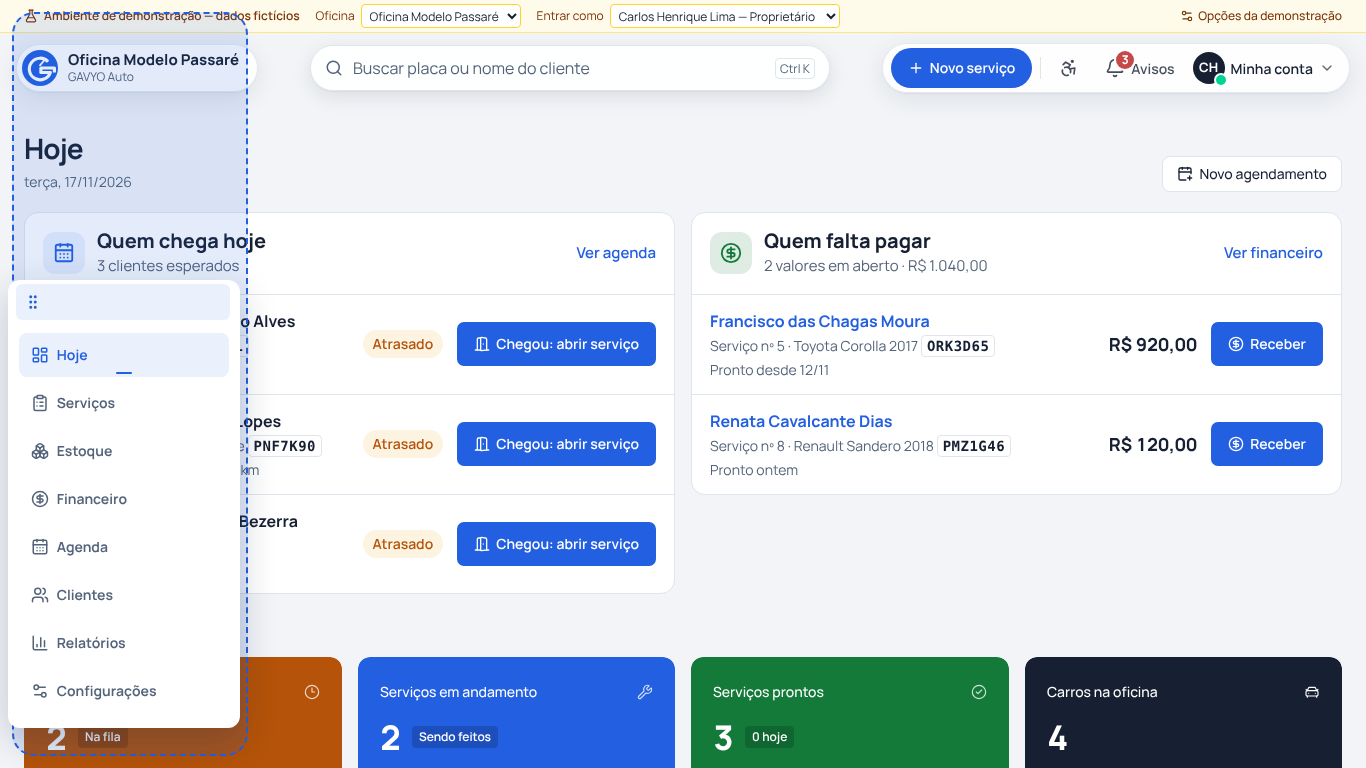 Ambiente de demonstração — dados fictícios Oficina Oficina Modelo Passaré Entrar como Carlos Henrique Lima — Proprietário Opções da demonstração
Oficina Modelo Passaré
GAVYO Auto
Buscar placa ou nome do cliente Ctrl K
Novo serviço
3
Avisos
CH
Minha conta
Hoje
terça, 17/11/2026
Novo agendamento
Quem chega hoje
3 clientes esperados
Ver agenda
o Alves
Atrasado
Chegou: abrir serviço
Lopes
PNF7K90
km
Atrasado
Chegou: abrir serviço
Bezerra
Atrasado
Chegou: abrir serviço
Quem falta pagar
2 valores em aberto · R$ 1.040,00
Ver financeiro
Francisco das Chagas Moura
Serviço nº 5 · Toyota Corolla 2017 ORK3D65
Pronto desde 12/11
R$ 920,00
Receber
Renata Cavalcante Dias
Serviço nº 8 · Renault Sandero 2018 PMZ1G46
Pronto ontem
R$ 120,00
Receber
Hoje
Serviços
Estoque
Financeiro
Agenda
Clientes
Relatórios
Configurações
2 Na fila
Serviços em andamento
2 Sendo feitos
Serviços prontos
3 0 hoje
Carros na oficina
4